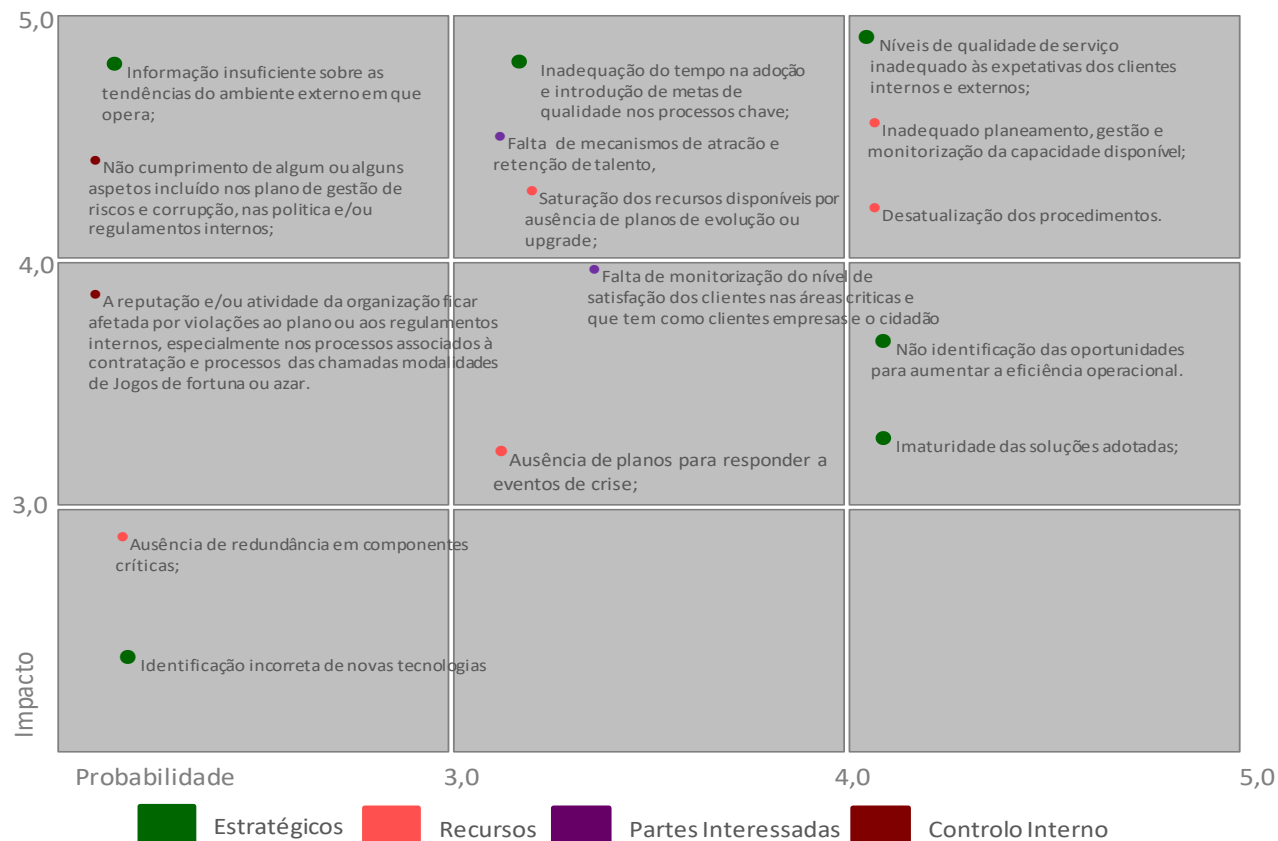 5,0
Informação insuficiente sobre as
tendências do ambiente externo em que
opera;
Não cumprimento de algum ou alguns
aspetos incluído nos plano de gestão de
riscos e corrupção, nas politica e/ou
regulamentos internos;
Inadequação do tempo na adoção
e introdução de metas de
qualidade nos processos chave;
Falta de mecanismos de atracão e
retenção de talento,
Saturação dos recursos disponíveis por
ausência de planos de evolução ou
upgrade;
Níveis de qualidade de serviço
inadequado às expetativas dos clientes
internos e externos;
Inadequado planeamento, gestão e
monitorização da capacidade disponível;
Desatualização dos procedimentos.
4,0
A reputação e/ou atividade da organização ficar
afetada por violações ao plano ou aos regulamentos
internos, especialmente nos processos associados à
contratação e processos das chamadas modalidades
de Jogos de fortuna ou azar.
Falta de monitorização do nível de
satisfação dos clientes nas áreas criticas e
que tem como clientes empresas e o cidadão
Ausência de planos para responder a
eventos de crise;
Não identificação das oportunidades
para aumentar a eficiência operacional.
Imaturidade das soluções adotadas;
3,0
Ausência de redundância em componentes
críticas;
Identificação incorreta de novas tecnologias
Impacto
Probabilidade
3,0
4,0
5,0
Estratégicos
Recursos
Partes Interessadas
Controlo Interno